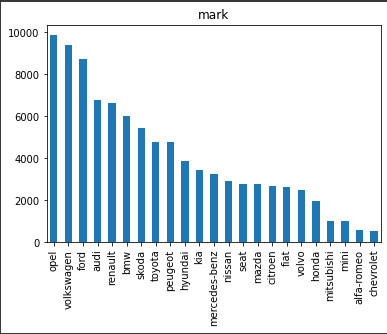 mark
10000
8000
6000
4000
2000
0
opel
volkswagen
ford
audi
renault
bmw
skoda
toyota
peugeot
hyundai
kia
mercedes-benz
nissan
seat
mazda
citroen
fiat
volvo
honda
mitsubishi
mini
alfa-romeo
chevrolet